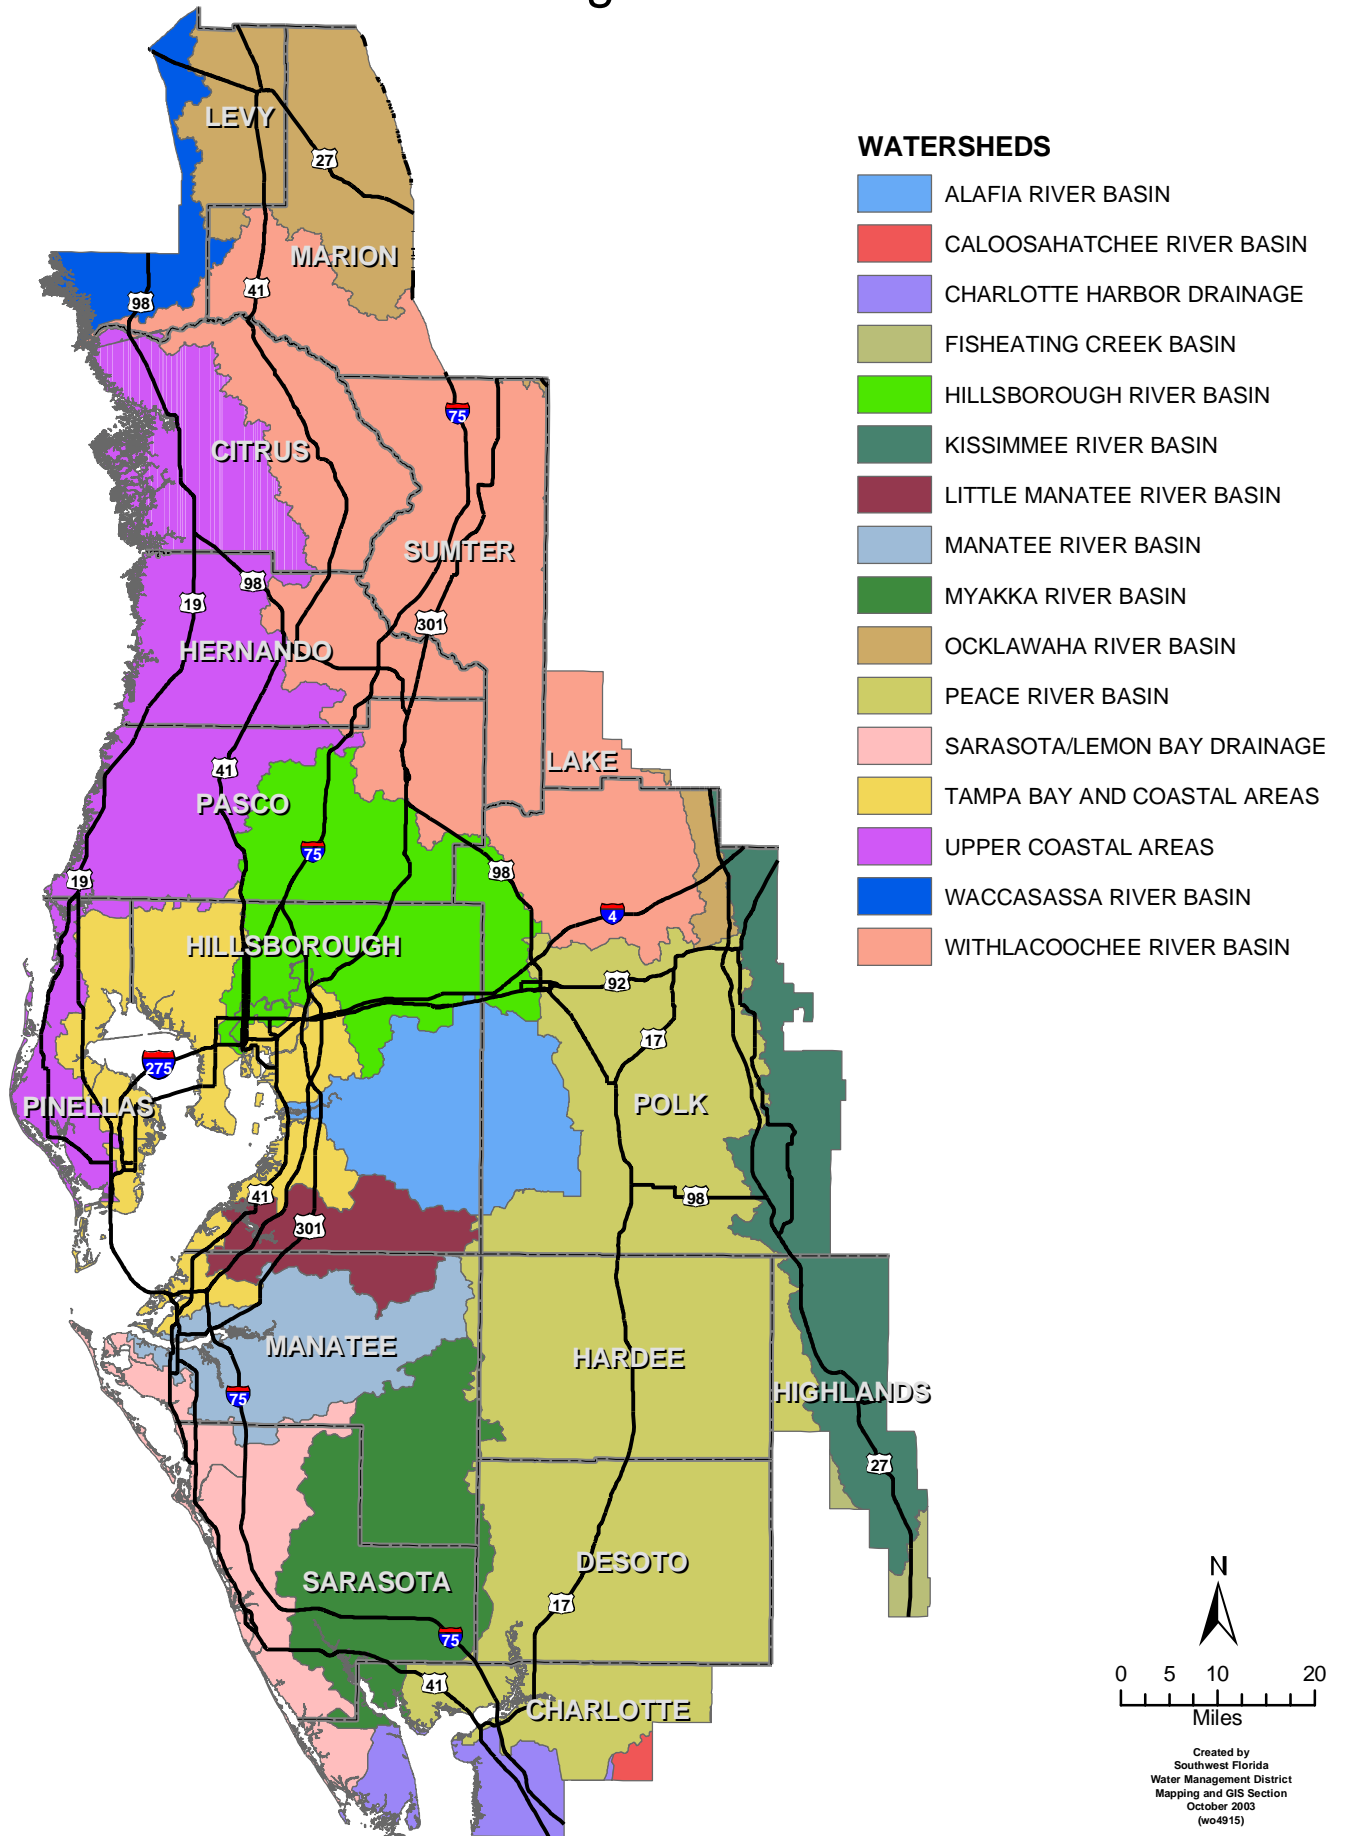 g
WATERSHEDS
ALAFIA RIVER BASIN
CALOOSAHATCHEE RIVER BASIN
CHARLOTTE HARBOR DRAINAGE
FISHEATING CREEK BASIN
HILLSBOROUGH RIVER BASIN
KISSIMMEE RIVER BASIN
LITTLE MANATEE RIVER BASIN
MANATEE RIVER BASIN
MYAKKA RIVER BASIN
OCKLAWAHA RIVER BASIN
PEACE RIVER BASIN
SARASOTA/LEMON BAY DRAINAGE
TAMPA BAY AND COASTAL AREAS
UPPER COASTAL AREAS
WACCASASSA RIVER BASIN
WITHLACOOCHEE RIVER BASIN
LEVY
27
MARION
41
98
75
CITRUS
SUMTER
98
19
301
HERNANDO
LAKE
41
PASCO
75
98
19
4
HILLSBOROUGH
92
17
275
PINELLAS
POLK
41
98
301
MANATEE
HARDEE
75
HIGHLANDS
27
DESOTO
SARASOTA
17
75
41
CHARLOTTE
N
0 5 10 20
Miles
Created by
Southwest Florida
Water Management District
Mapping and GIS Section
October 2003
(wo4915)